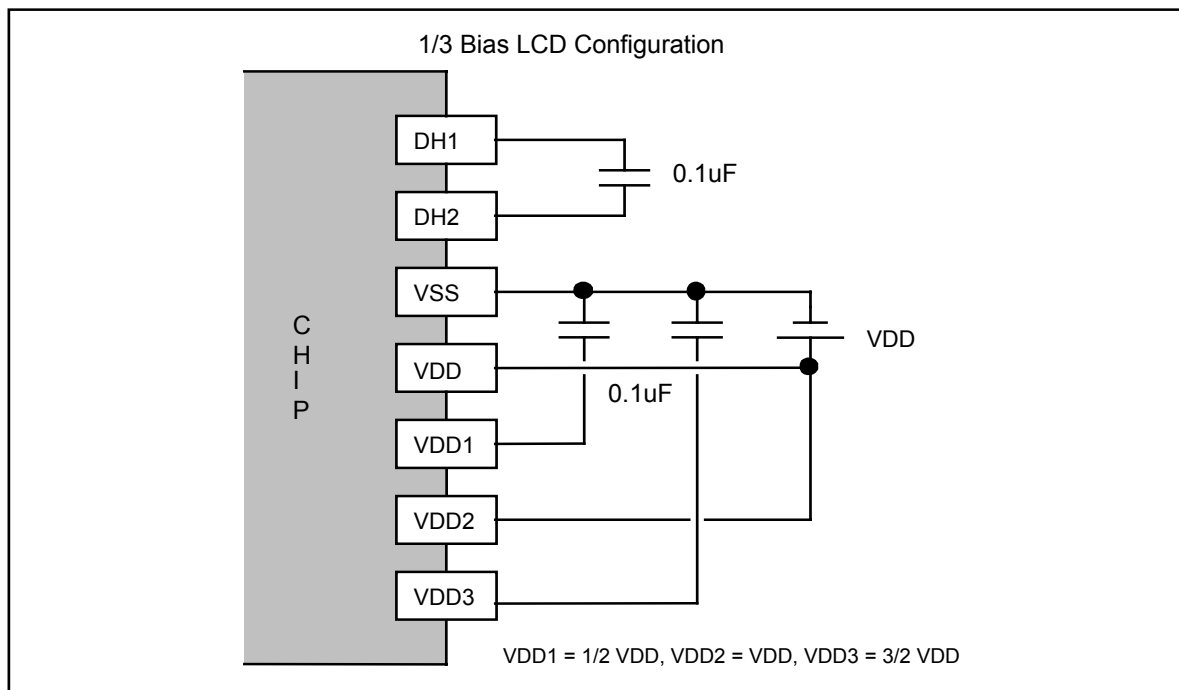 1/3 Bias LCD Configuration
DH1
0.1uF
DH2
VSS
CHIP
VDD
VDD
0.1uF
VDD1
VDD2
VDD3
VDD1 = 1/2 VDD, VDD2 = VDD, VDD3 = 3/2 VDD